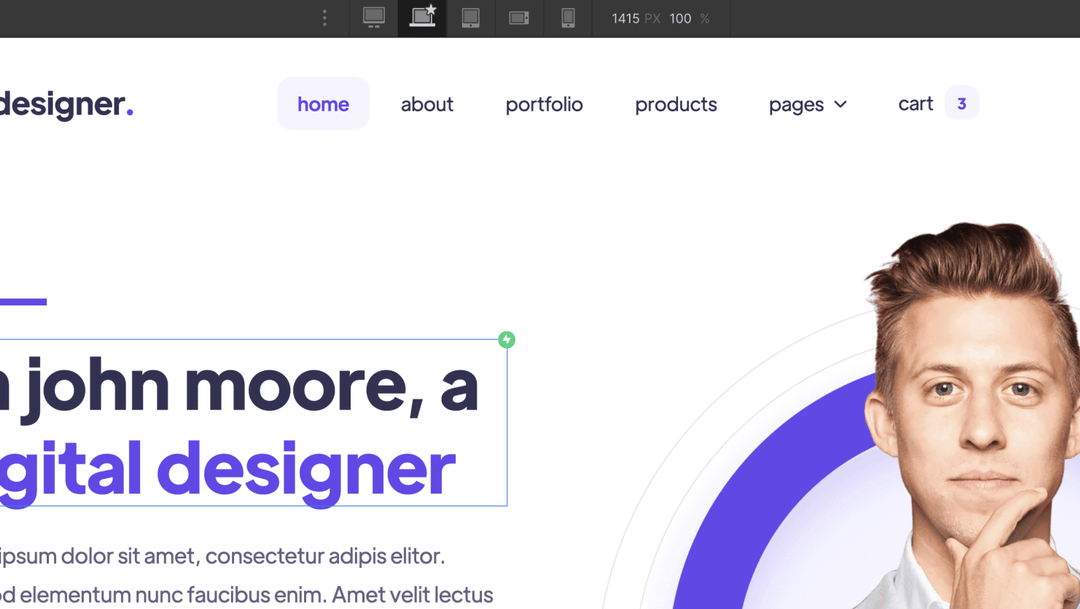 1415 PX 100 %
designer.
home about portfolio products pages cart 3
john moore, a
gital designer
ipsum dolor sit amet, consectetur adipis elitor.
od elementum nunc faucibus enim. Amet velit lectus